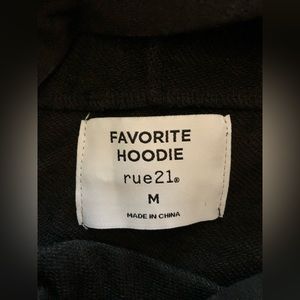 FAVORITE
HOODIE
rue21®
M
MADE IN CHINA